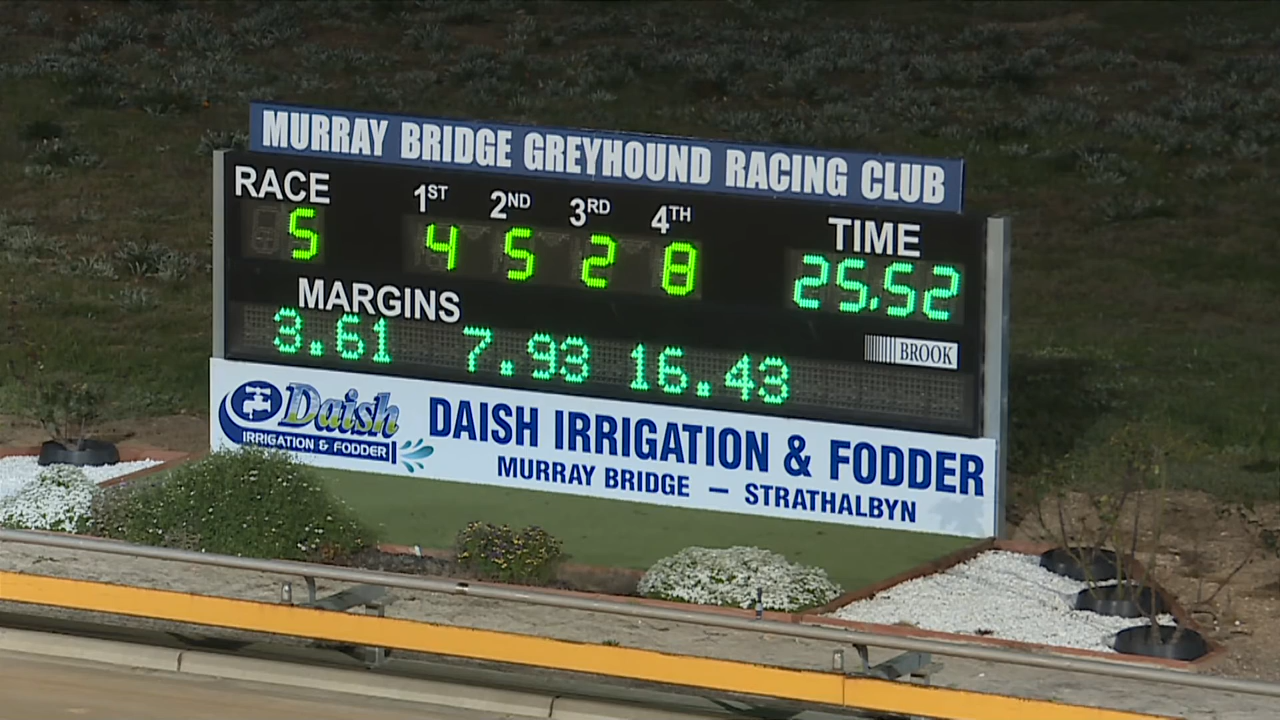 MURRAY BRIDGE GREYHOUND RACING CLUB
RACE 1ST 2ND 3RD 4TH TIME
5 4 5 2 8 25.52
MARGINS
3.61 7.93 16.43
BROOK
Daish
IRRIGATION & FODDER
DAISH IRRIGATION & FODDER
MURRAY BRIDGE – STRATHALBYN